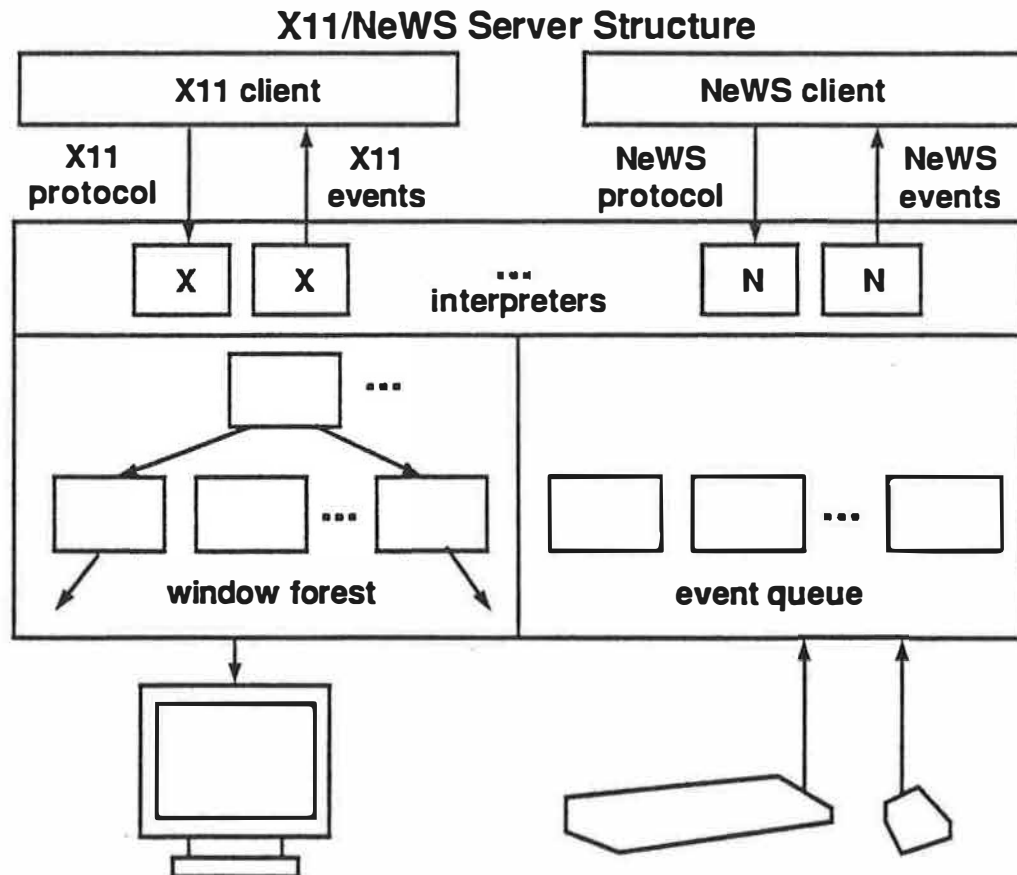 X11/NeWS Server Structure
X11 client
NeWS client
X11
protocol
X11
events
NeWS
protocol
NeWS
events
X
X
...
interpreters
N
N
...
...
window forest
...
event queue